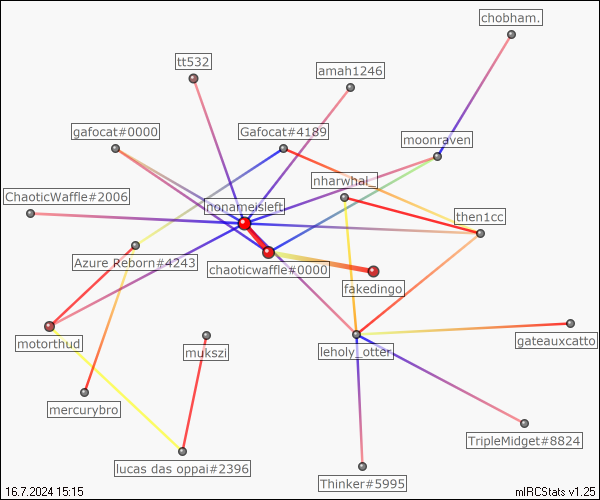 chobham.
tt532
amah1246
gafocat#0000
Gafocat#4189
moonraven
nharwhal_
ChaoticWaffle#2006
nonameisleft
then1cc
Azure Reborn#4243
chaoticwaffle#0000
fakedingo
motorthud
mukszi
leholy_otter
gateauxcatto
mercurybro
lucas das oppai#2396
TripleMidget#8824
Thinker#5995
16.7.2024 15:15
mIRCStats v1.25